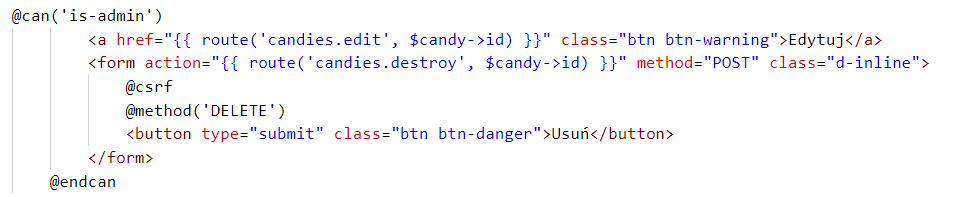 @can('is-admin')
<a href="{{ route('candies.edit', $candy->id) }}" class="btn btn-warning">Edytuj</a>
<form action="{{ route('candies.destroy', $candy->id) }}" method="POST" class="d-inline">
@csrf
@method('DELETE')
<button type="submit" class="btn btn-danger">Usuń</button>
</form>
@endcan